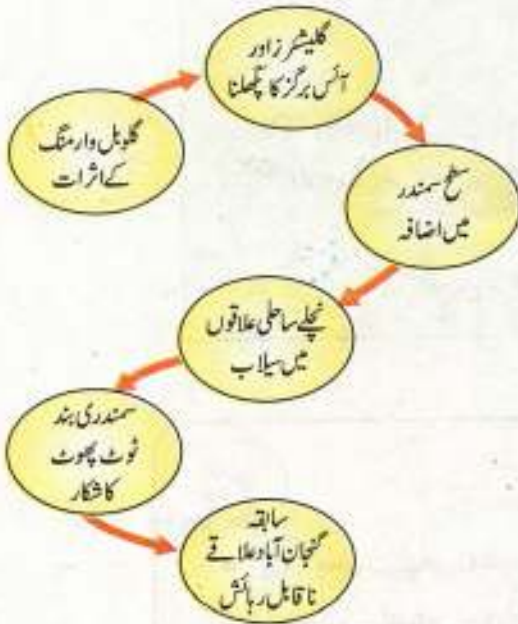 گلوبل وارمنگ
کے اثرات
گلیشرز اور
آئس برگز کا پگھلنا
سطح سمندر
میں اضافہ
نچلے ساحلی علاقوں
میں سیلاب
سمندری بند
ٹوٹ پھوٹ
کا شکار
سابقہ
گنجان آباد علاقے
ناقابل رہائش